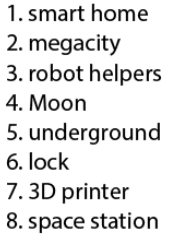 1. smart home
2. megacity
3. robot helpers
4. Moon
5. underground
6. lock
7. 3D printer
8. space station